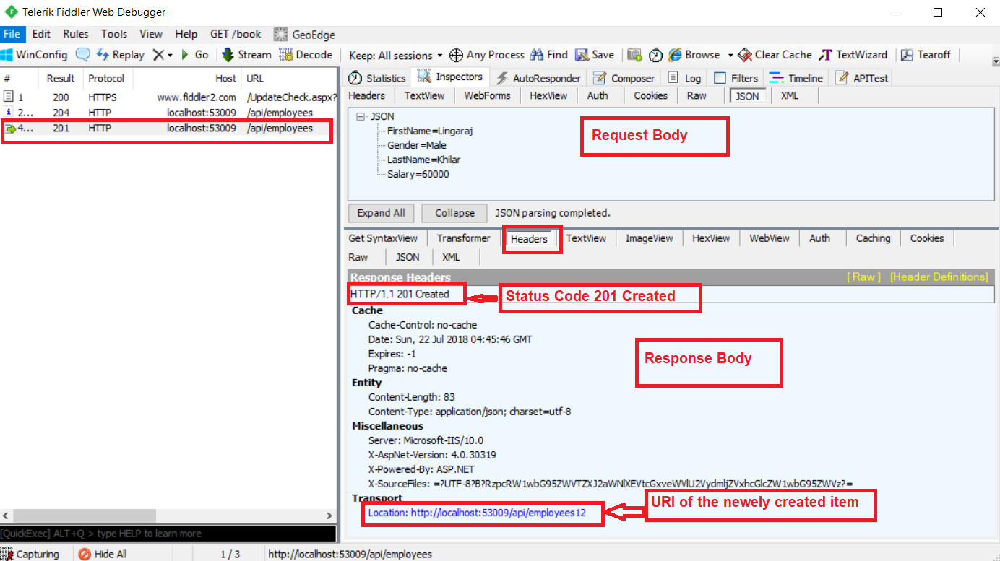 Telerik Fiddler Web Debugger
File Edit Rules Tools View Help GET /book GeoEdge
WinConfig Replay Go Stream Decode Keep: All sessions Any Process Find Save Browse Clear Cache TextWizard Tearoff
# Result Protocol Host URL
1 200 HTTPS www.fiddler2.com /UpdateCheck.aspx?
2... 204 HTTP localhost:53009 /api/employees
4... 201 HTTP localhost:53009 /api/employees
Statistics Inspectors AutoResponder Composer Log Filters Timeline APITest
Headers TextView WebForms HexView Auth Cookies Raw JSON XML
JSON
FirstName=Lingaraj
Gender=Male
LastName=Khilar
Salary=60000
Request Body
Expand All Collapse JSON parsing completed.
Get SyntaxView Transformer Headers TextView ImageView HexView WebView Auth Caching Cookies
Raw JSON XML
Response Headers [ Raw ] [Header Definitions]
HTTP/1.1 201 Created
Status Code 201 Created
Cache
Cache-Control: no-cache
Date: Sun, 22 Jul 2018 04:45:46 GMT
Expires: -1
Pragma: no-cache
Response Body
Entity
Content-Length: 83
Content-Type: application/json; charset=utf-8
Miscellaneous
Server: Microsoft-IIS/10.0
X-AspNet-Version: 4.0.30319
X-Powered-By: ASP.NET
X-SourceFiles:
Transport
Location: http://localhost:53009/api/employees12
URI of the newely created item
[QuickExec] ALT+Q > type HELP to learn more
Capturing Hide All 1 / 3 http://localhost:53009/api/employees